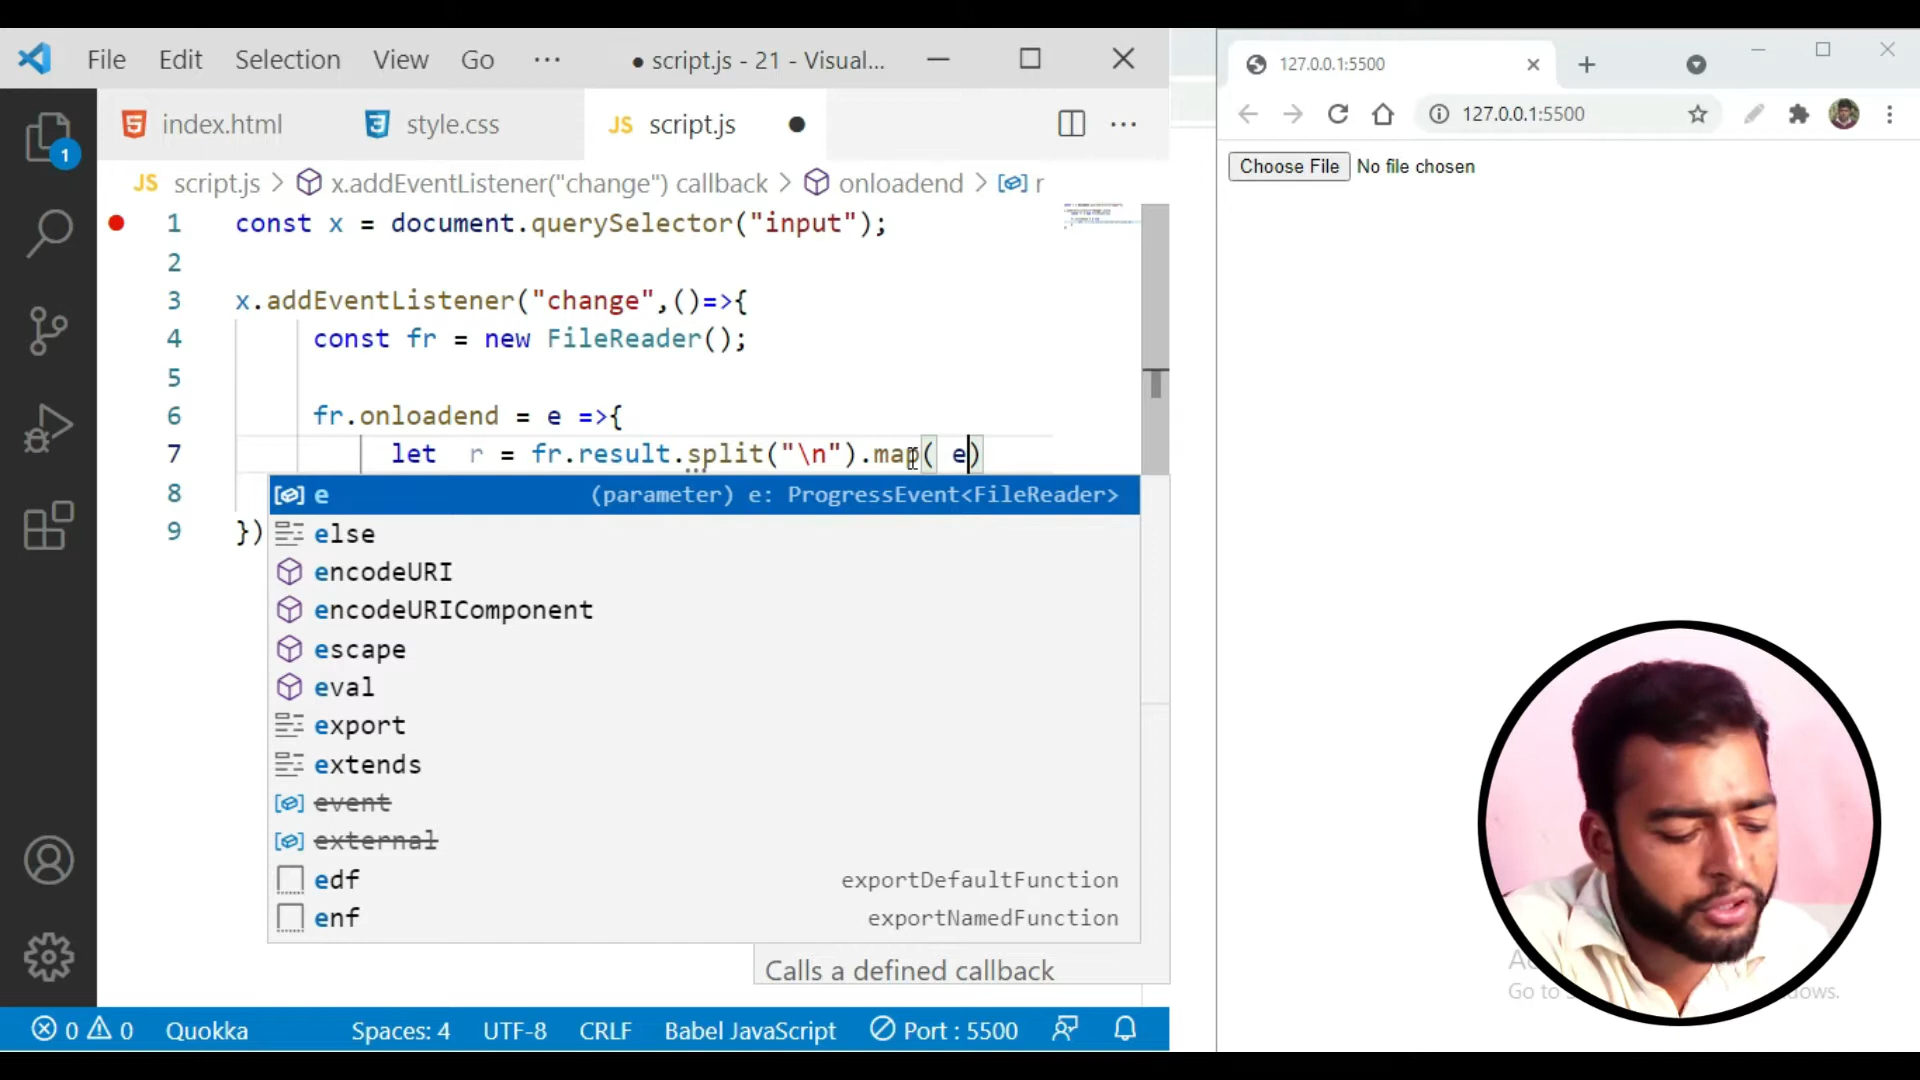 File Edit Selection View Go ··· ● script.js - 21 - Visual...
index.html style.css JS script.js ● ···
JS script.js > x.addEventListener("change") callback > onloadend > r
1 const x = document.querySelector("input");
2
3 x.addEventListener("change",()=>{
4 const fr = new FileReader();
5
6 fr.onloadend = e =>{
7 let r = fr.result.split("\n").map( e)
8
9 })
e (parameter) e: ProgressEvent<FileReader>
else
encodeURI
encodeURIComponent
escape
eval
export
extends
event
external
edf exportDefaultFunction
enf exportNamedFunction
Calls a defined callback
1
0 0 Quokka Spaces: 4 UTF-8 CRLF Babel JavaScript Port : 5500
127.0.0.1:5500
127.0.0.1:5500
Choose File No file chosen
Go to